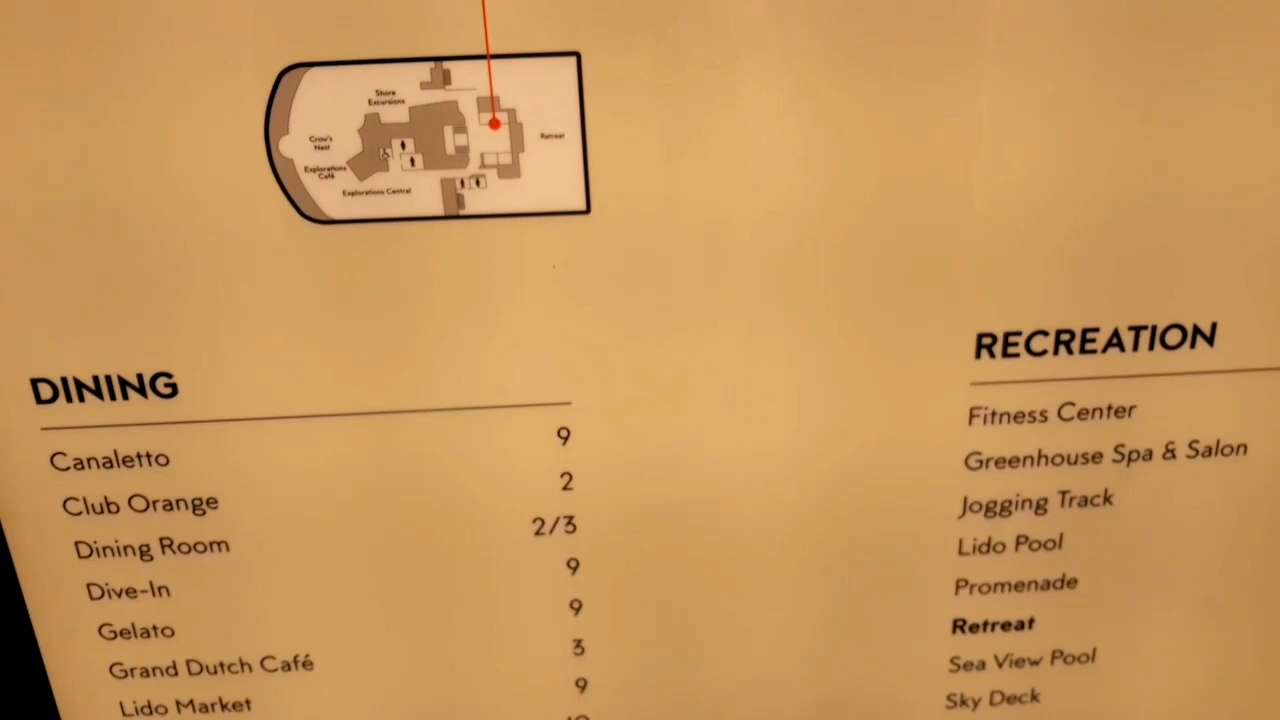 Shore
Excursions
Crow's
Nest
Retreat
Explorations
Café
Explorations Central
DINING
Canaletto 9
Club Orange 2
Dining Room 2/3
Dive-In 9
Gelato 9
Grand Dutch Café 3
Lido Market 9
RECREATION
Fitness Center
Greenhouse Spa & Salon
Jogging Track
Lido Pool
Promenade
Retreat
Sea View Pool
Sky Deck